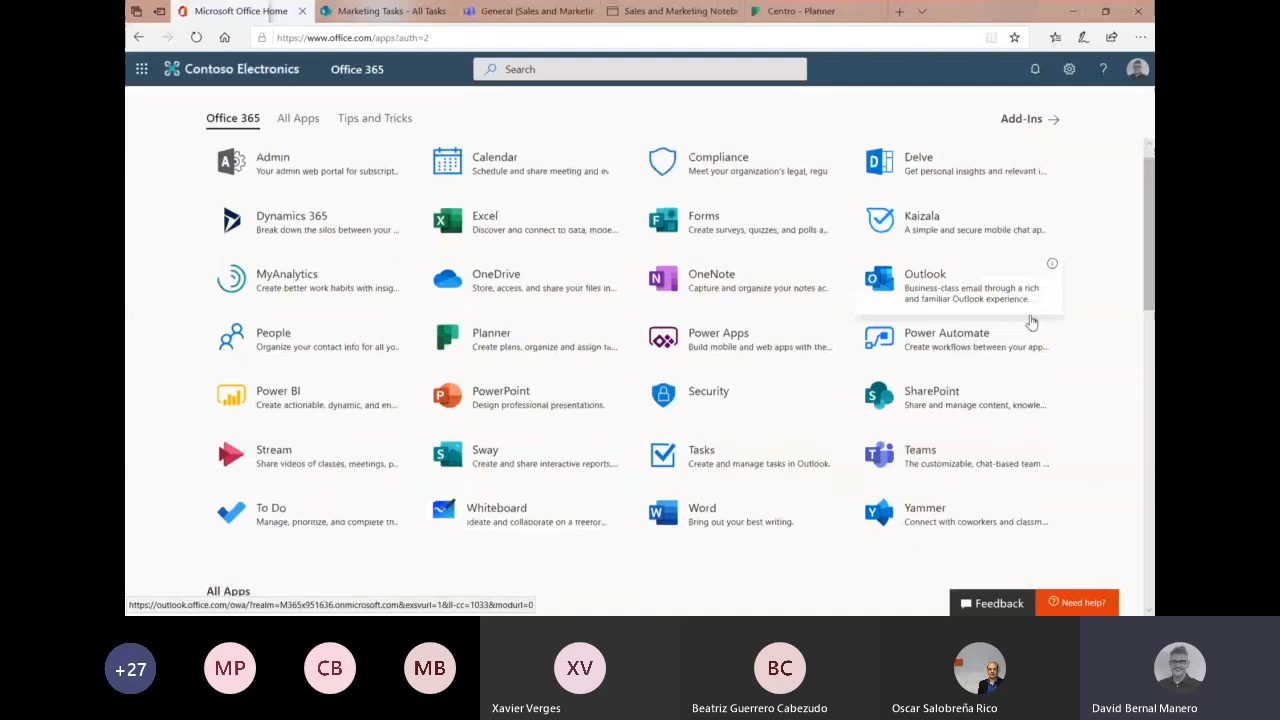 Microsoft Office Home
Marketing Tasks - All Tasks
General (Sales and Marketin
Sales and Marketing Noteb
Centro - Planner
https://www.office.com/apps?auth=2
Contoso Electronics
Office 365
Search
Office 365
All Apps
Tips and Tricks
Add-Ins
Admin
Your admin web portal for subscript..
Calendar
Schedule and share meeting and ev
Compliance
Meet your organization's legal, regu
Delve
Get personal insights and relevant i...
Dynamics 365
Break down the silos between your ...
Excel
Discover and connect to data, mode...
Forms
Create surveys, quizzes, and polls a..
Kaizala
A simple and secure mobile chat ap..
MyAnalytics
Create better work habits with insig..
OneDrive
Store, access, and share your files in...
OneNote
Capture and organize your notes ac.
Outlook
Business-class email through a rich
and familiar Outlook experience.
People
Organize your contact info for all yo..
Planner
Create plans, organize and assign ta...
Power Apps
Build mobile and web apps with the...
Power Automate
Create workflows between your app...
Power BI
Create actionable, dynamic, and en...
PowerPoint
Design professional presentations.
Security
SharePoint
Share and manage content, knowle...
Stream
Share videos of classes, meetings, p..
Sway
Create and share interactive reports,...
Tasks
Create and manage tasks in Outlook.
Teams
The customizable, chat-based team ...
To Do
Manage, prioritize, and complete tn..
Whiteboard
Ideate and collaborate on a freefor...
Word
Bring out your best writing.
Yammer
Connect with coworkers and classm...
All Apps
https://outlook.office.com/owa/?realm=M365x951636.onmicrosoft.com&exsvurl=1&ll-cc=1033&modurl=0
Feedback
Need help?
+27
MP
CB
MB
XV
BC
Xavier Verges
Beatriz Guerrero Cabezudo
Oscar Salobreña Rico
David Bernal Manero